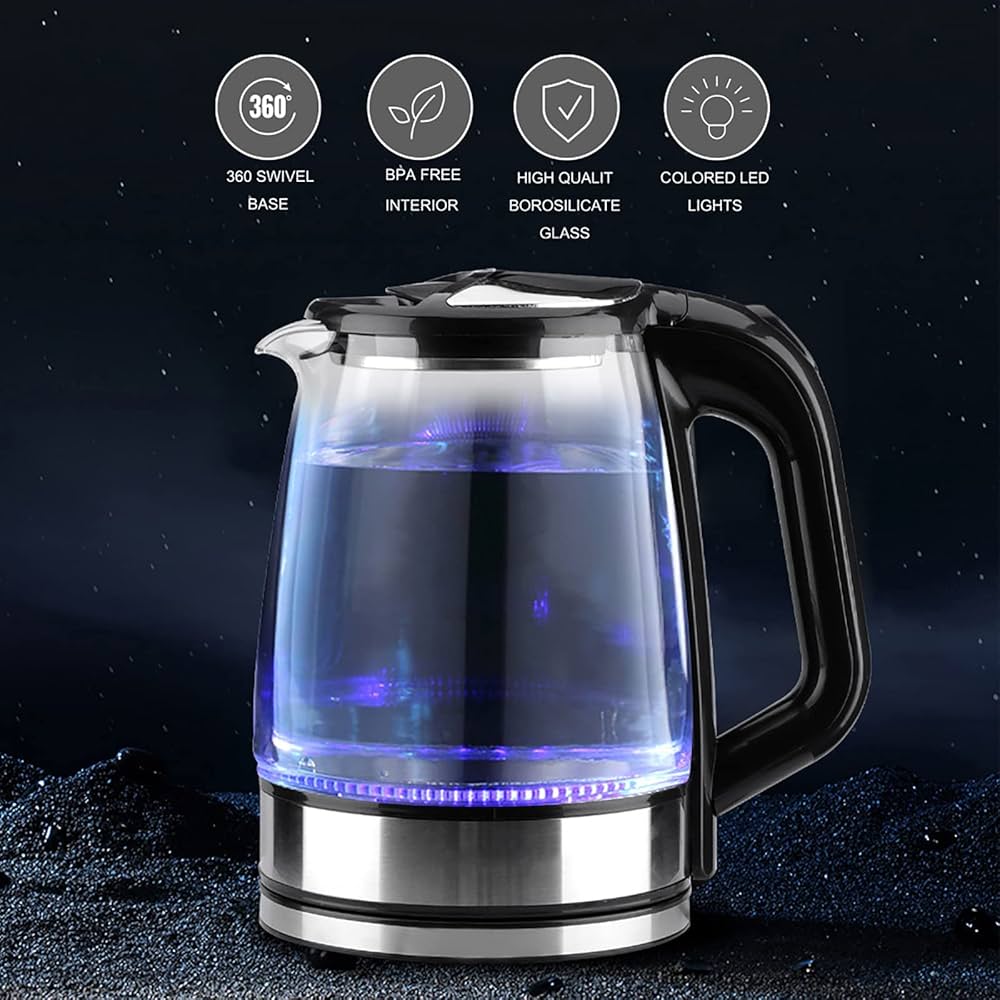 360°
360 SWIVEL
BASE
BPA FREE
INTERIOR
HIGH QUALIT
BOROSILICATE
GLASS
COLORED LED
LIGHTS